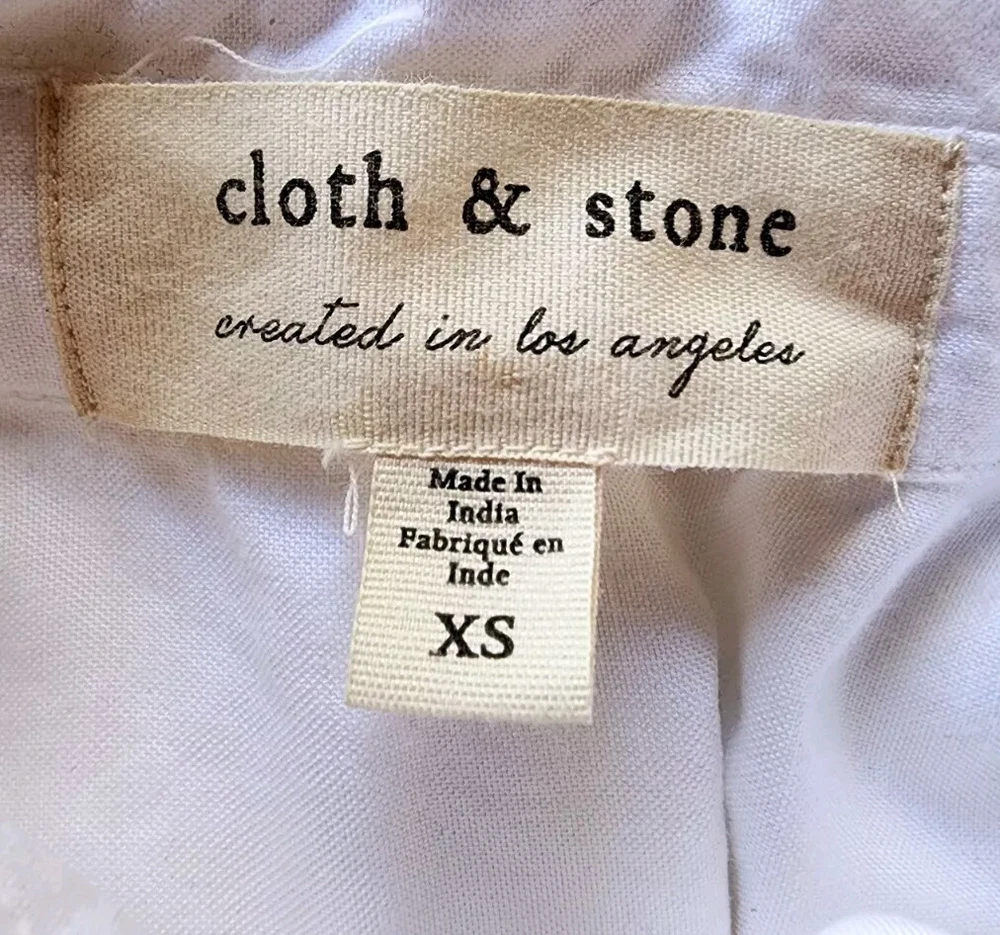 cloth & stone
created in los angeles
Made In
India
Fabriqué en
Inde
XS